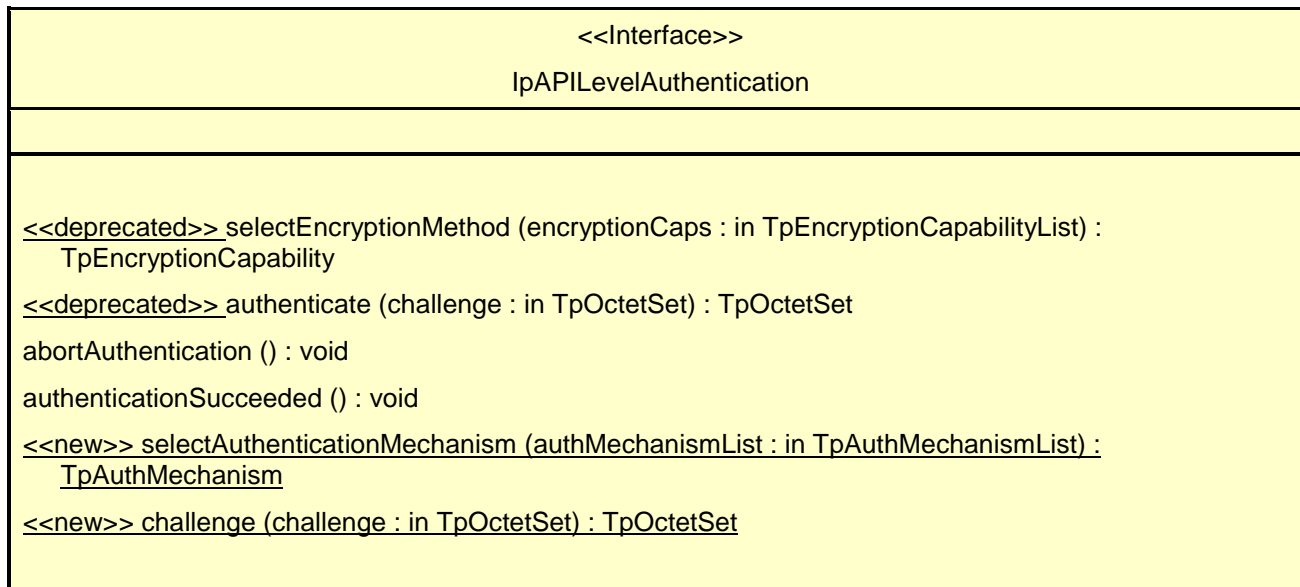 <<Interface>>
IpAPILevelAuthentication
<<deprecated>> selectEncryptionMethod (encryptionCaps : in TpEncryptionCapabilityList) :
TpEncryptionCapability
<<deprecated>> authenticate (challenge : in TpOctetSet) : TpOctetSet
abortAuthentication () : void
authenticationSucceeded () : void
<<new>> selectAuthenticationMechanism (authMechanismList : in TpAuthMechanismList) :
TpAuthMechanism
<<new>> challenge (challenge : in TpOctetSet) : TpOctetSet